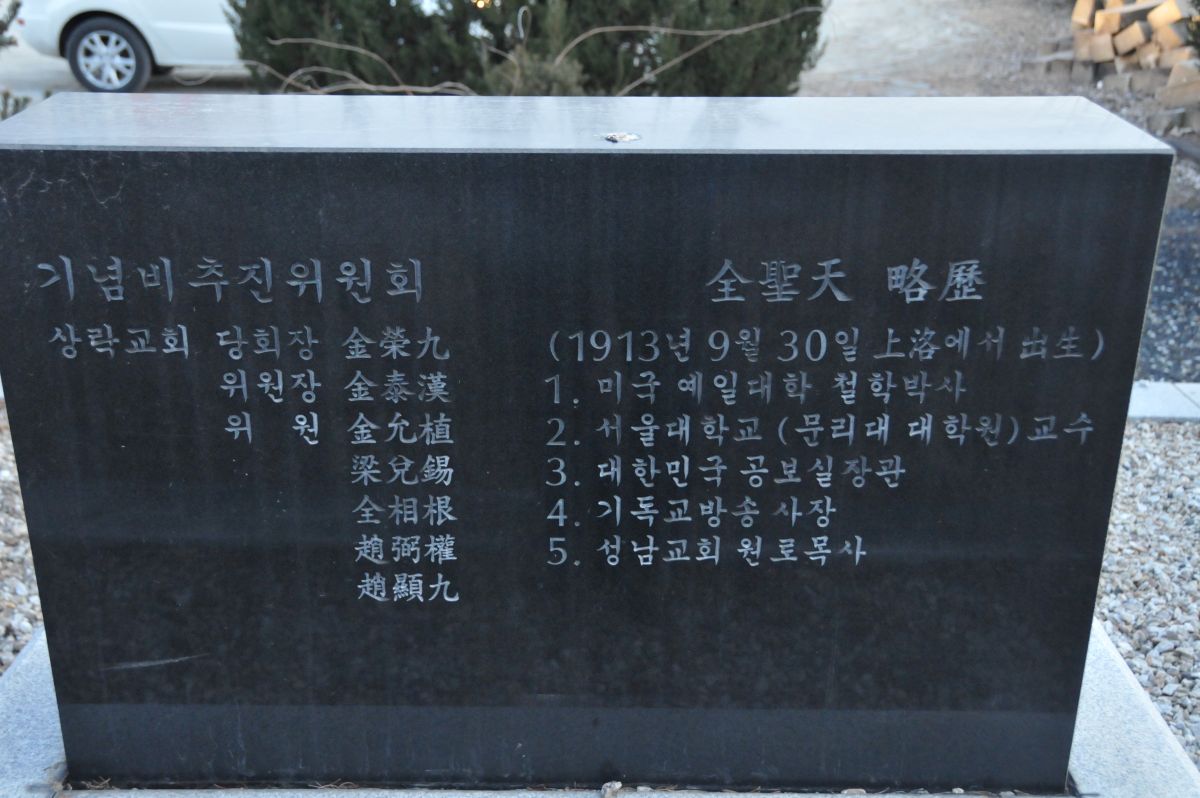 기념비추진위원회
상락교회 당회장 金榮九
위원장 金泰漢
위 원 金允植
梁兌錫
全相根
趙弼權
趙顯九
全聖天 略歷
(1913년 9월 30일 上洛에서 出生)
1. 미국 예일대학 철학박사
2. 서울대학교 (문리대 대학원) 교수
3. 대한민국 공보실장관
4. 기독교방송 사장
5. 성남교회 원로목사